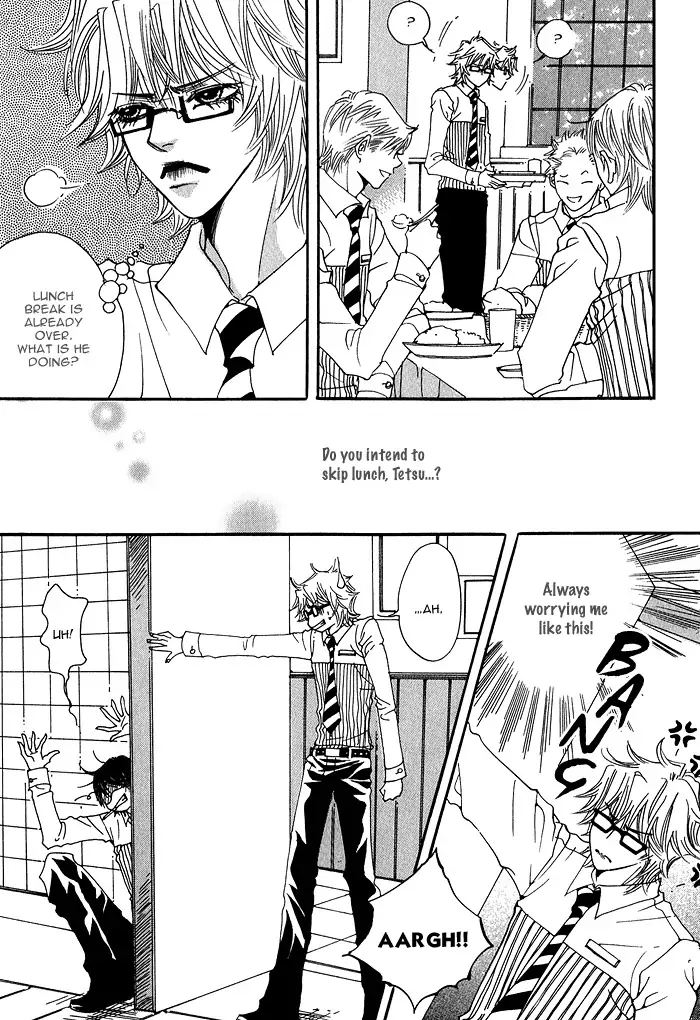 ?
?
LUNCH
BREAK IS
ALREADY
OVER.
WHAT IS HE
DOING?
Do you intend to
skip lunch, Tetsu...?
Always
worrying me
like this!
BANG
AARGH!!
...AH.
UH!